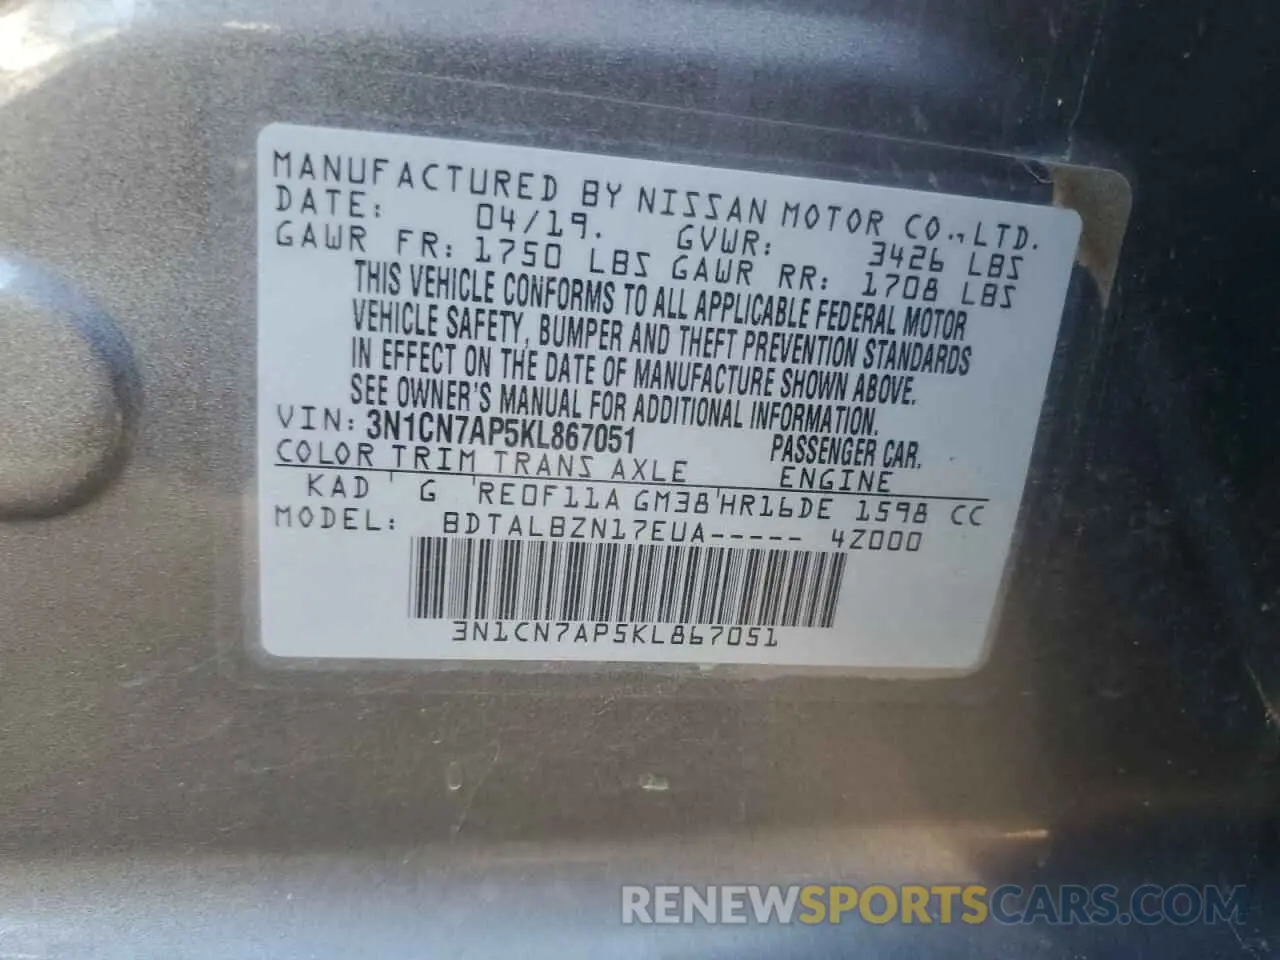 MANUFACTURED BY NISSAN MOTOR CO.,LTD.
DATE: 04/19. GVWR: 3426 LBS
GAWR FR: 1750 LBS GAWR RR: 1708 LBS
THIS VEHICLE CONFORMS TO ALL APPLICABLE FEDERAL MOTOR
VEHICLE SAFETY, BUMPER AND THEFT PREVENTION STANDARDS
IN EFFECT ON THE DATE OF MANUFACTURE SHOWN ABOVE.
SEE OWNER'S MANUAL FOR ADDITIONAL INFORMATION.
VIN: 3N1CN7AP5KL867051 PASSENGER CAR.
COLOR TRIM TRANS AXLE ENGINE
KAD ' G 'RE0F11A GM38'HR16DE 1598 CC
MODEL: BDTALBZN17EUA----- 4Z000
3N1CN7AP5KL867051
RENEWSPORTSCARS.COM